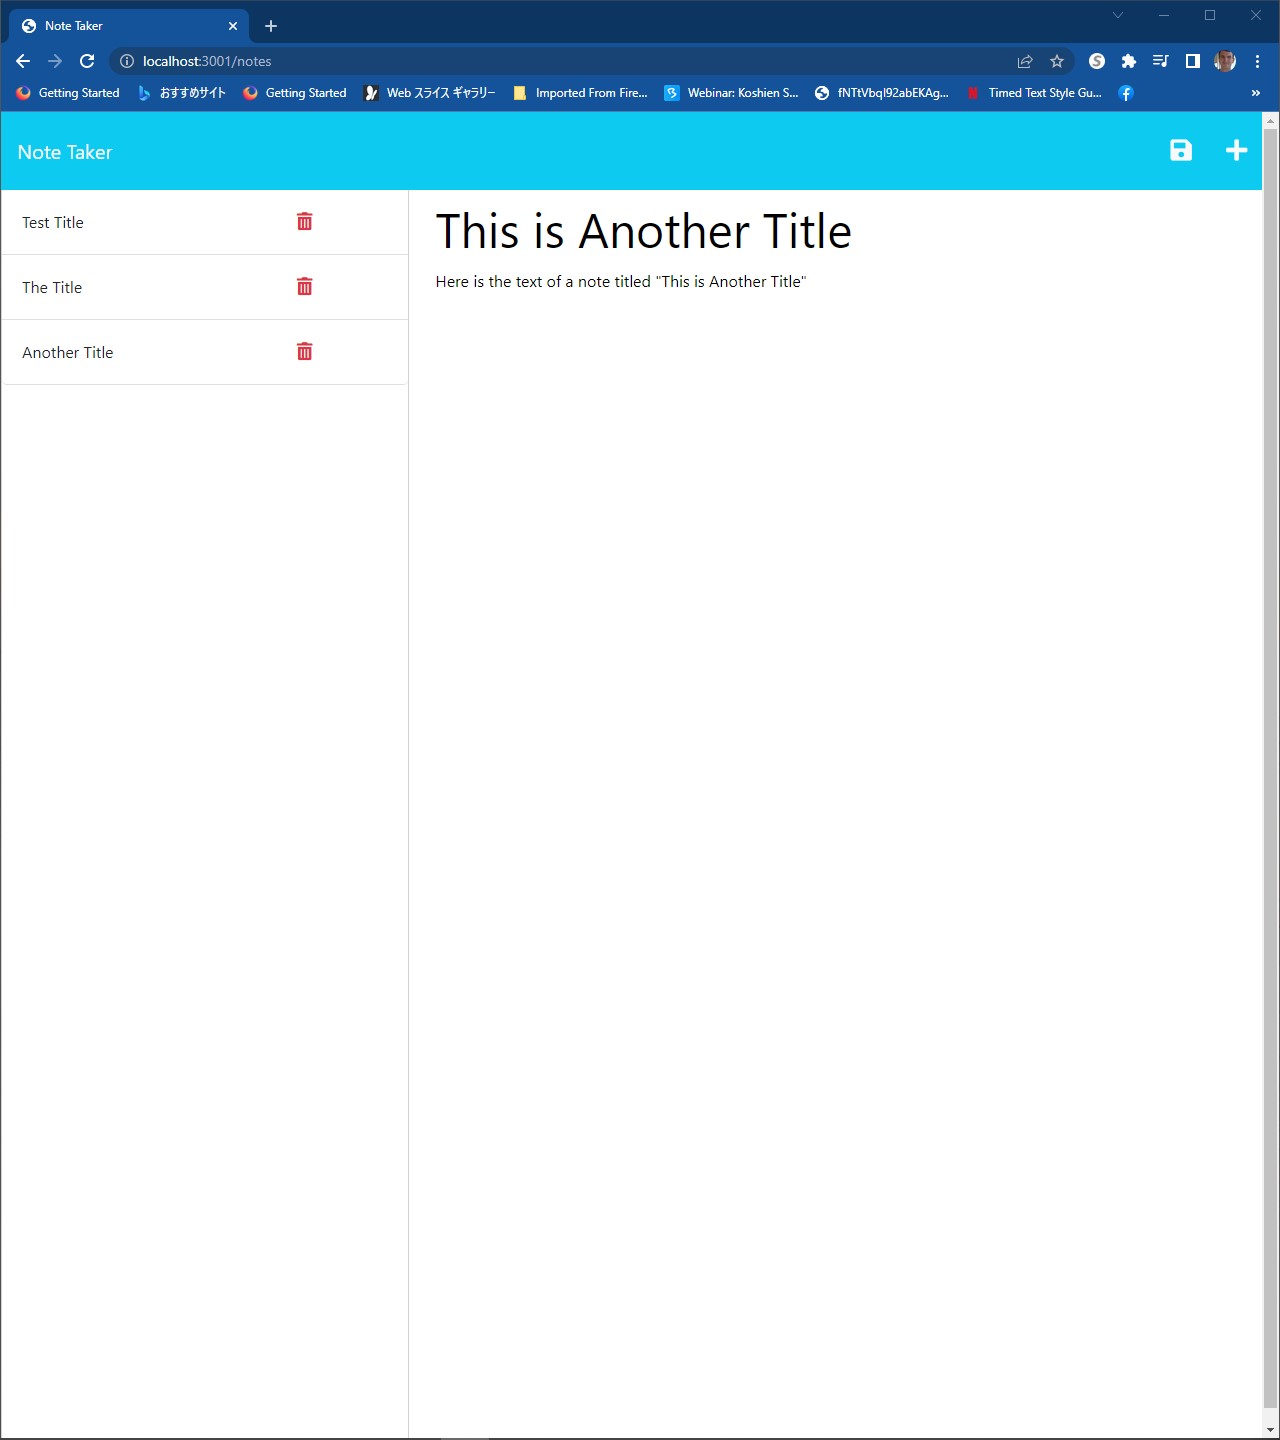 Note Taker
localhost:3001/notes
Getting Started おすすめサイト Getting Started Web スライス ギャラリー Imported From Fire... Webinar: Koshien S... fNTtVbqI92abEKAg... Timed Text Style Gu... »
Note Taker
Test Title
The Title
Another Title
This is Another Title
Here is the text of a note titled "This is Another Title"